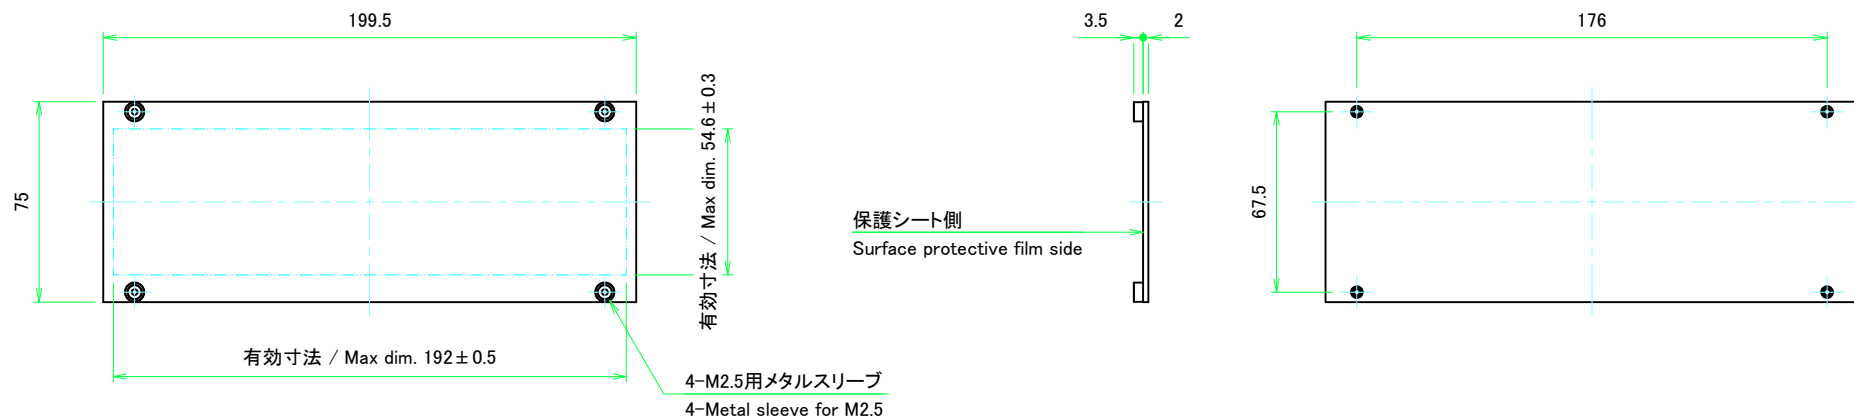 199.5
3.5
2
176
75
有効寸法 / Max dim. 54.6±0.3
67.5
保護シート側
Surface protective film side
有効寸法 / Max dim. 192±0.5
4-M2.5用メタルスリーブ
4-Metal sleeve for M2.5